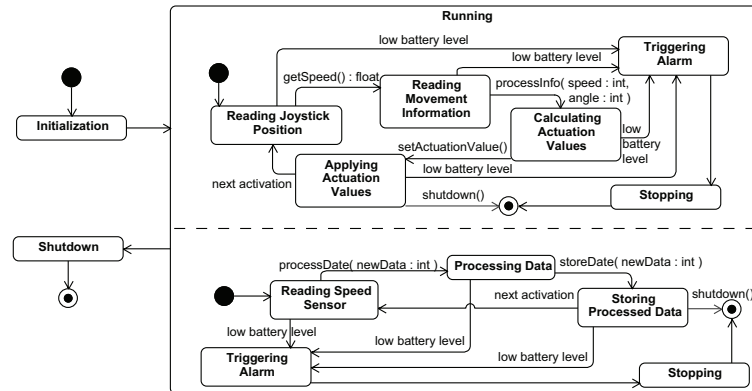 Running
low battery level
Triggering
Alarm
low battery level
getSpeed() : float
Reading
Movement
Information
processInfo( speed : int,
angle : int )
Initialization
Reading Joystick
Position
Calculating
Actuation
Values
low
battery
level
setActuationValue()
Applying
Actuation
Values
low battery level
next activation
shutdown()
Stopping
Shutdown
processDate( newData : int )
Processing Data
storeDate( newData : int )
Reading Speed
Sensor
next activation
Storing
Processed Data
shutdown()
low battery level
Triggering
Alarm
low battery level
Stopping